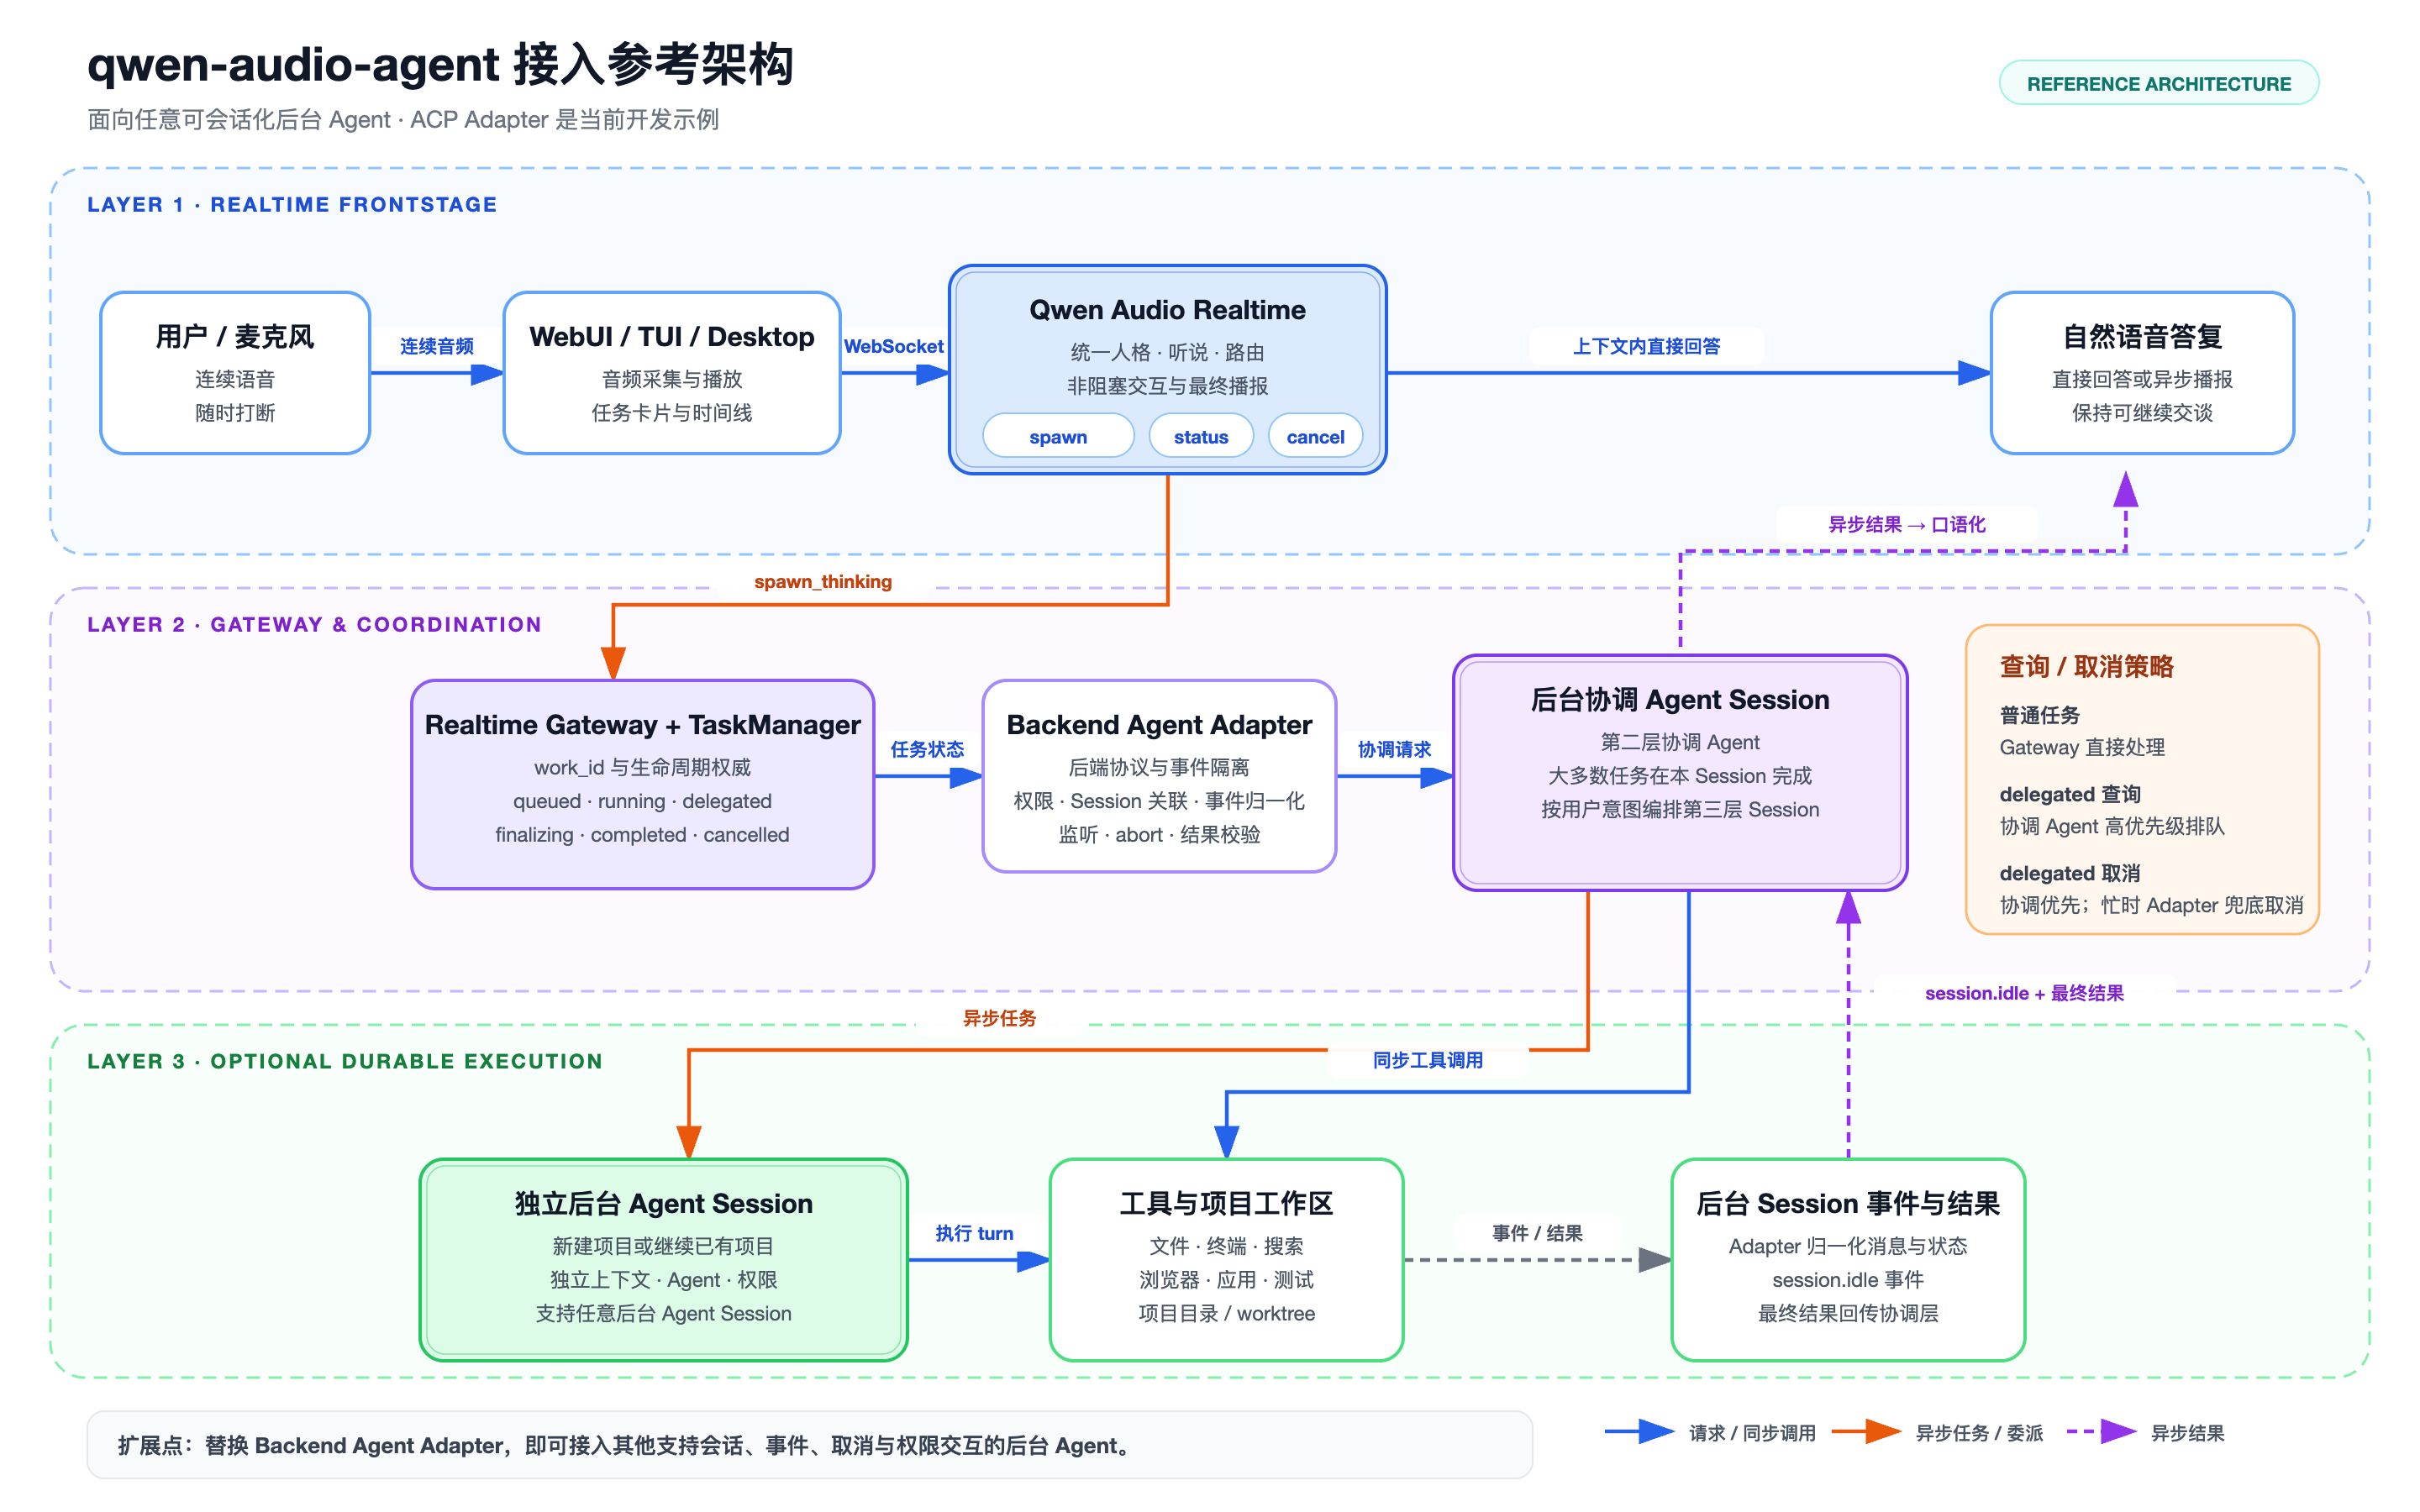 qwen-audio-agent 接入参考架构
面向任意可会话化后台 Agent · ACP Adapter 是当前开发示例
REFERENCE ARCHITECTURE
LAYER 1 · REALTIME FRONTSTAGE
用户 / 麦克风
连续语音
随时打断
连续音频
WebUI / TUI / Desktop
音频采集与播放
任务卡片与时间线
WebSocket
Qwen Audio Realtime
统一人格 · 听说 · 路由
非阻塞交互与最终播报
spawn
status
cancel
上下文内直接回答
自然语音答复
直接回答或异步播报
保持可继续交谈
异步结果 → 口语化
spawn_thinking
LAYER 2 · GATEWAY & COORDINATION
Realtime Gateway + TaskManager
work_id 与生命周期权威
queued · running · delegated
finalizing · completed · cancelled
任务状态
Backend Agent Adapter
后端协议与事件隔离
权限 · Session 关联 · 事件归一化
监听 · abort · 结果校验
协调请求
后台协调 Agent Session
第二层协调 Agent
大多数任务在本 Session 完成
按用户意图编排第三层 Session
查询 / 取消策略
普通任务
Gateway 直接处理
delegated 查询
协调 Agent 高优先级排队
delegated 取消
协调优先；忙时 Adapter 兜底取消
session.idle + 最终结果
异步任务
LAYER 3 · OPTIONAL DURABLE EXECUTION
同步工具调用
独立后台 Agent Session
新建项目或继续已有项目
独立上下文 · Agent · 权限
支持任意后台 Agent Session
执行 turn
工具与项目工作区
文件 · 终端 · 搜索
浏览器 · 应用 · 测试
项目目录 / worktree
事件 / 结果
后台 Session 事件与结果
Adapter 归一化消息与状态
session.idle 事件
最终结果回传协调层
扩展点：替换 Backend Agent Adapter，即可接入其他支持会话、事件、取消与权限交互的后台 Agent。
请求 / 同步调用
异步任务 / 委派
异步结果